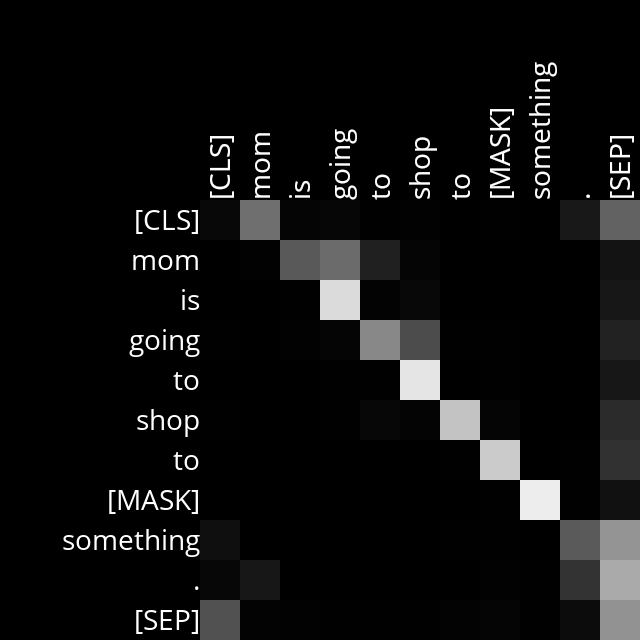 [CLS] mom is going to shop to [MASK] something . [SEP]
[CLS]
mom
is
going
to
shop
to
[MASK]
something
.
[SEP]